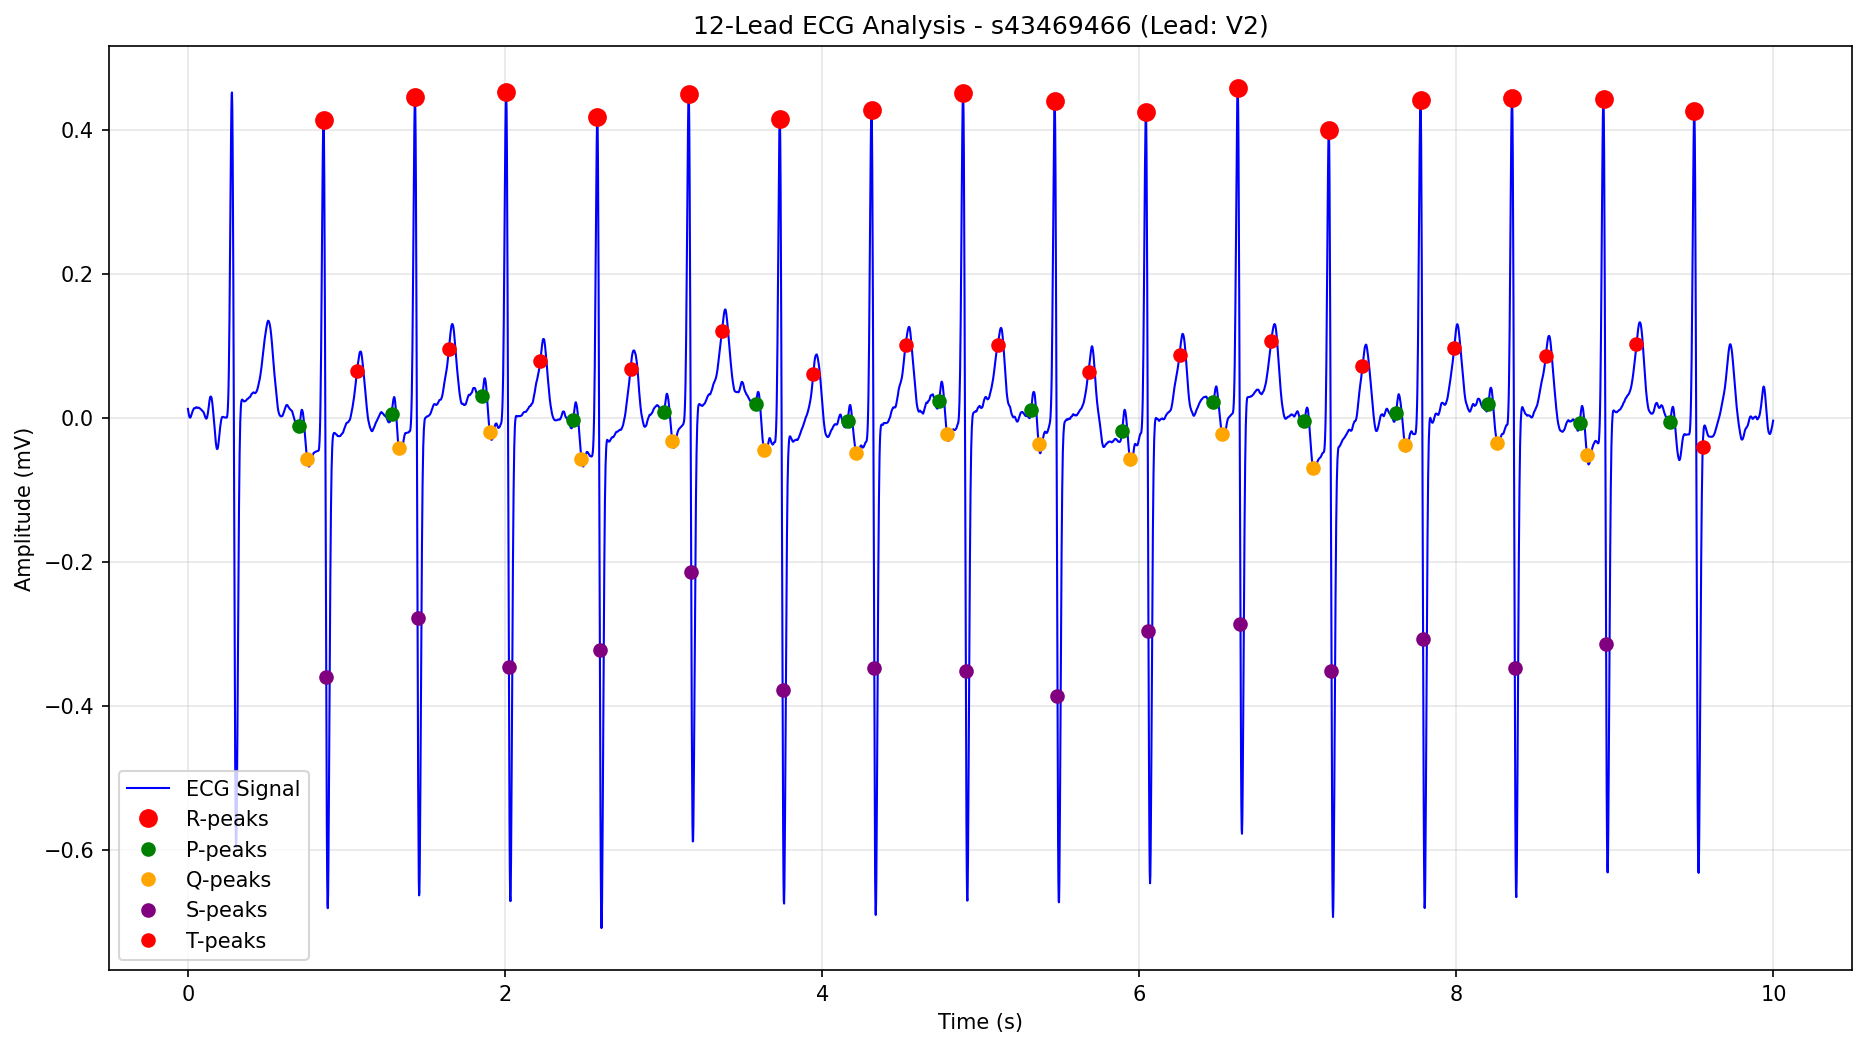 12-Lead ECG Analysis - s43469466 (Lead: V2)
Amplitude (mV)
0.4
0.2
0.0
−0.2
−0.4
−0.6
ECG Signal
R-peaks
P-peaks
Q-peaks
S-peaks
T-peaks
0 2 4 6 8 10
Time (s)